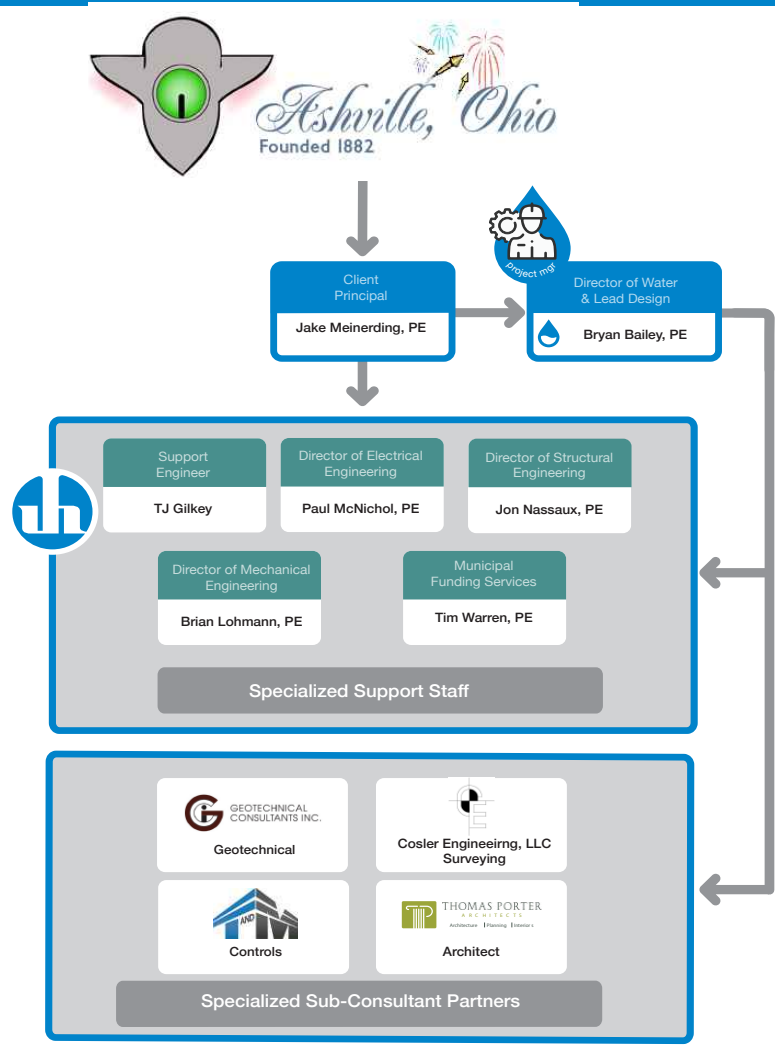 Ashville, Ohio
Founded 1882
project mgr
Client
Principal
Jake Meinerding, PE
Director of Water
& Lead Design
Bryan Bailey, PE
Support
Engineer
TJ Gilkey
Director of Electrical
Engineering
Paul McNichol, PE
Director of Structural
Engineering
Jon Nassaux, PE
Director of Mechanical
Engineering
Brian Lohmann, PE
Municipal
Funding Services
Tim Warren, PE
Specialized Support Staff
GEOTECHNICAL
CONSULTANTS INC.
Geotechnical
CE
Cosler Engineeirng, LLC
Surveying
T AND M
Controls
THOMAS PORTER
ARCHITECTS
Architecture | Planning | Interiors
Architect
Specialized Sub-Consultant Partners